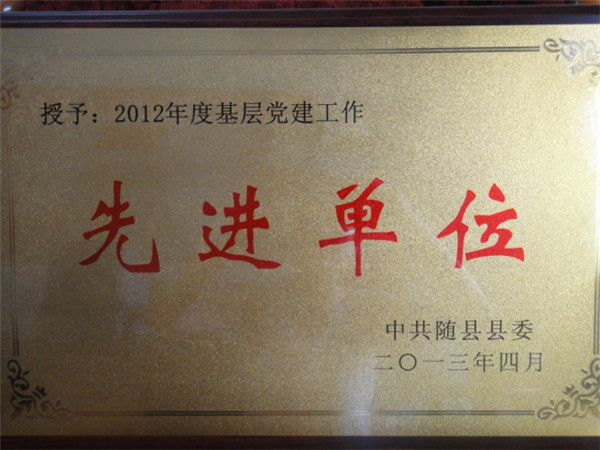 授予：2012年度基层党建工作
先进单位
中共随县县委
二〇一三年四月